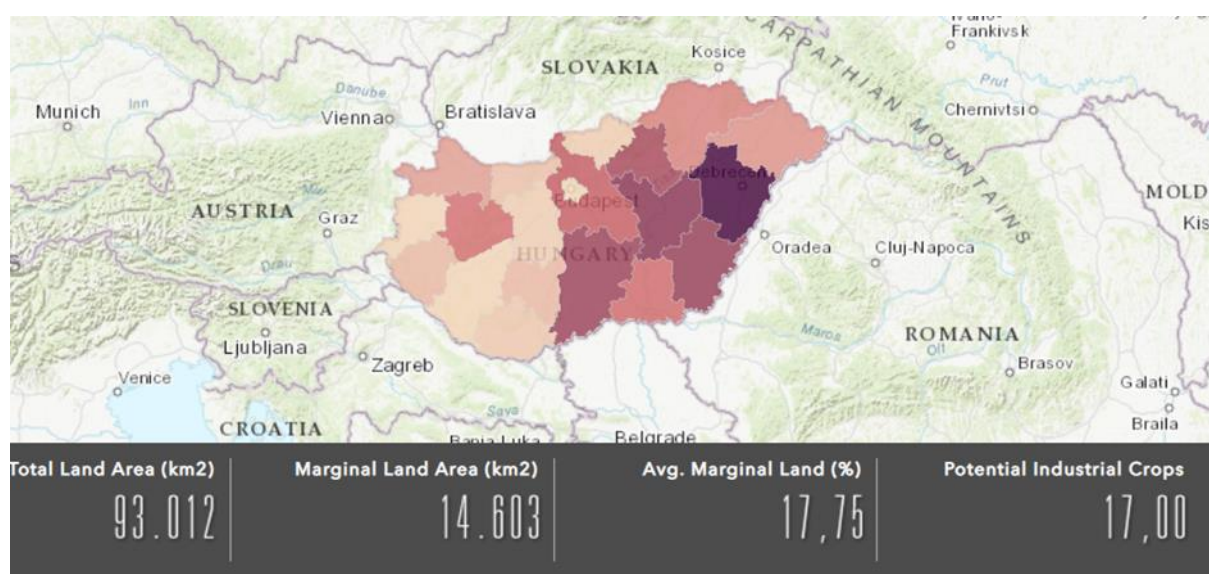 Frankivsk
CARPATHIAN MOUNTAINS
Kosice
SLOVAKIA
Prut
Danube
Munich
Inn
Vienna
Bratislava
Chernivtsi
Debrecen
MOLD
AUSTRIA
Mur
Budapest
Graz
Kis
Oradea
Cluj-Napoca
HUNGARY
Drau
SLOVENIA
Maros
ROMANIA
Ljubljana
Olt
Zagreb
Brasov
Venice
Galati
Sava
CROATIA
Braila
Banja Luka
Belgrade
Total Land Area (km2)
Marginal Land Area (km2)
Avg. Marginal Land (%)
Potential Industrial Crops
93.012
14.603
17,75
17,00